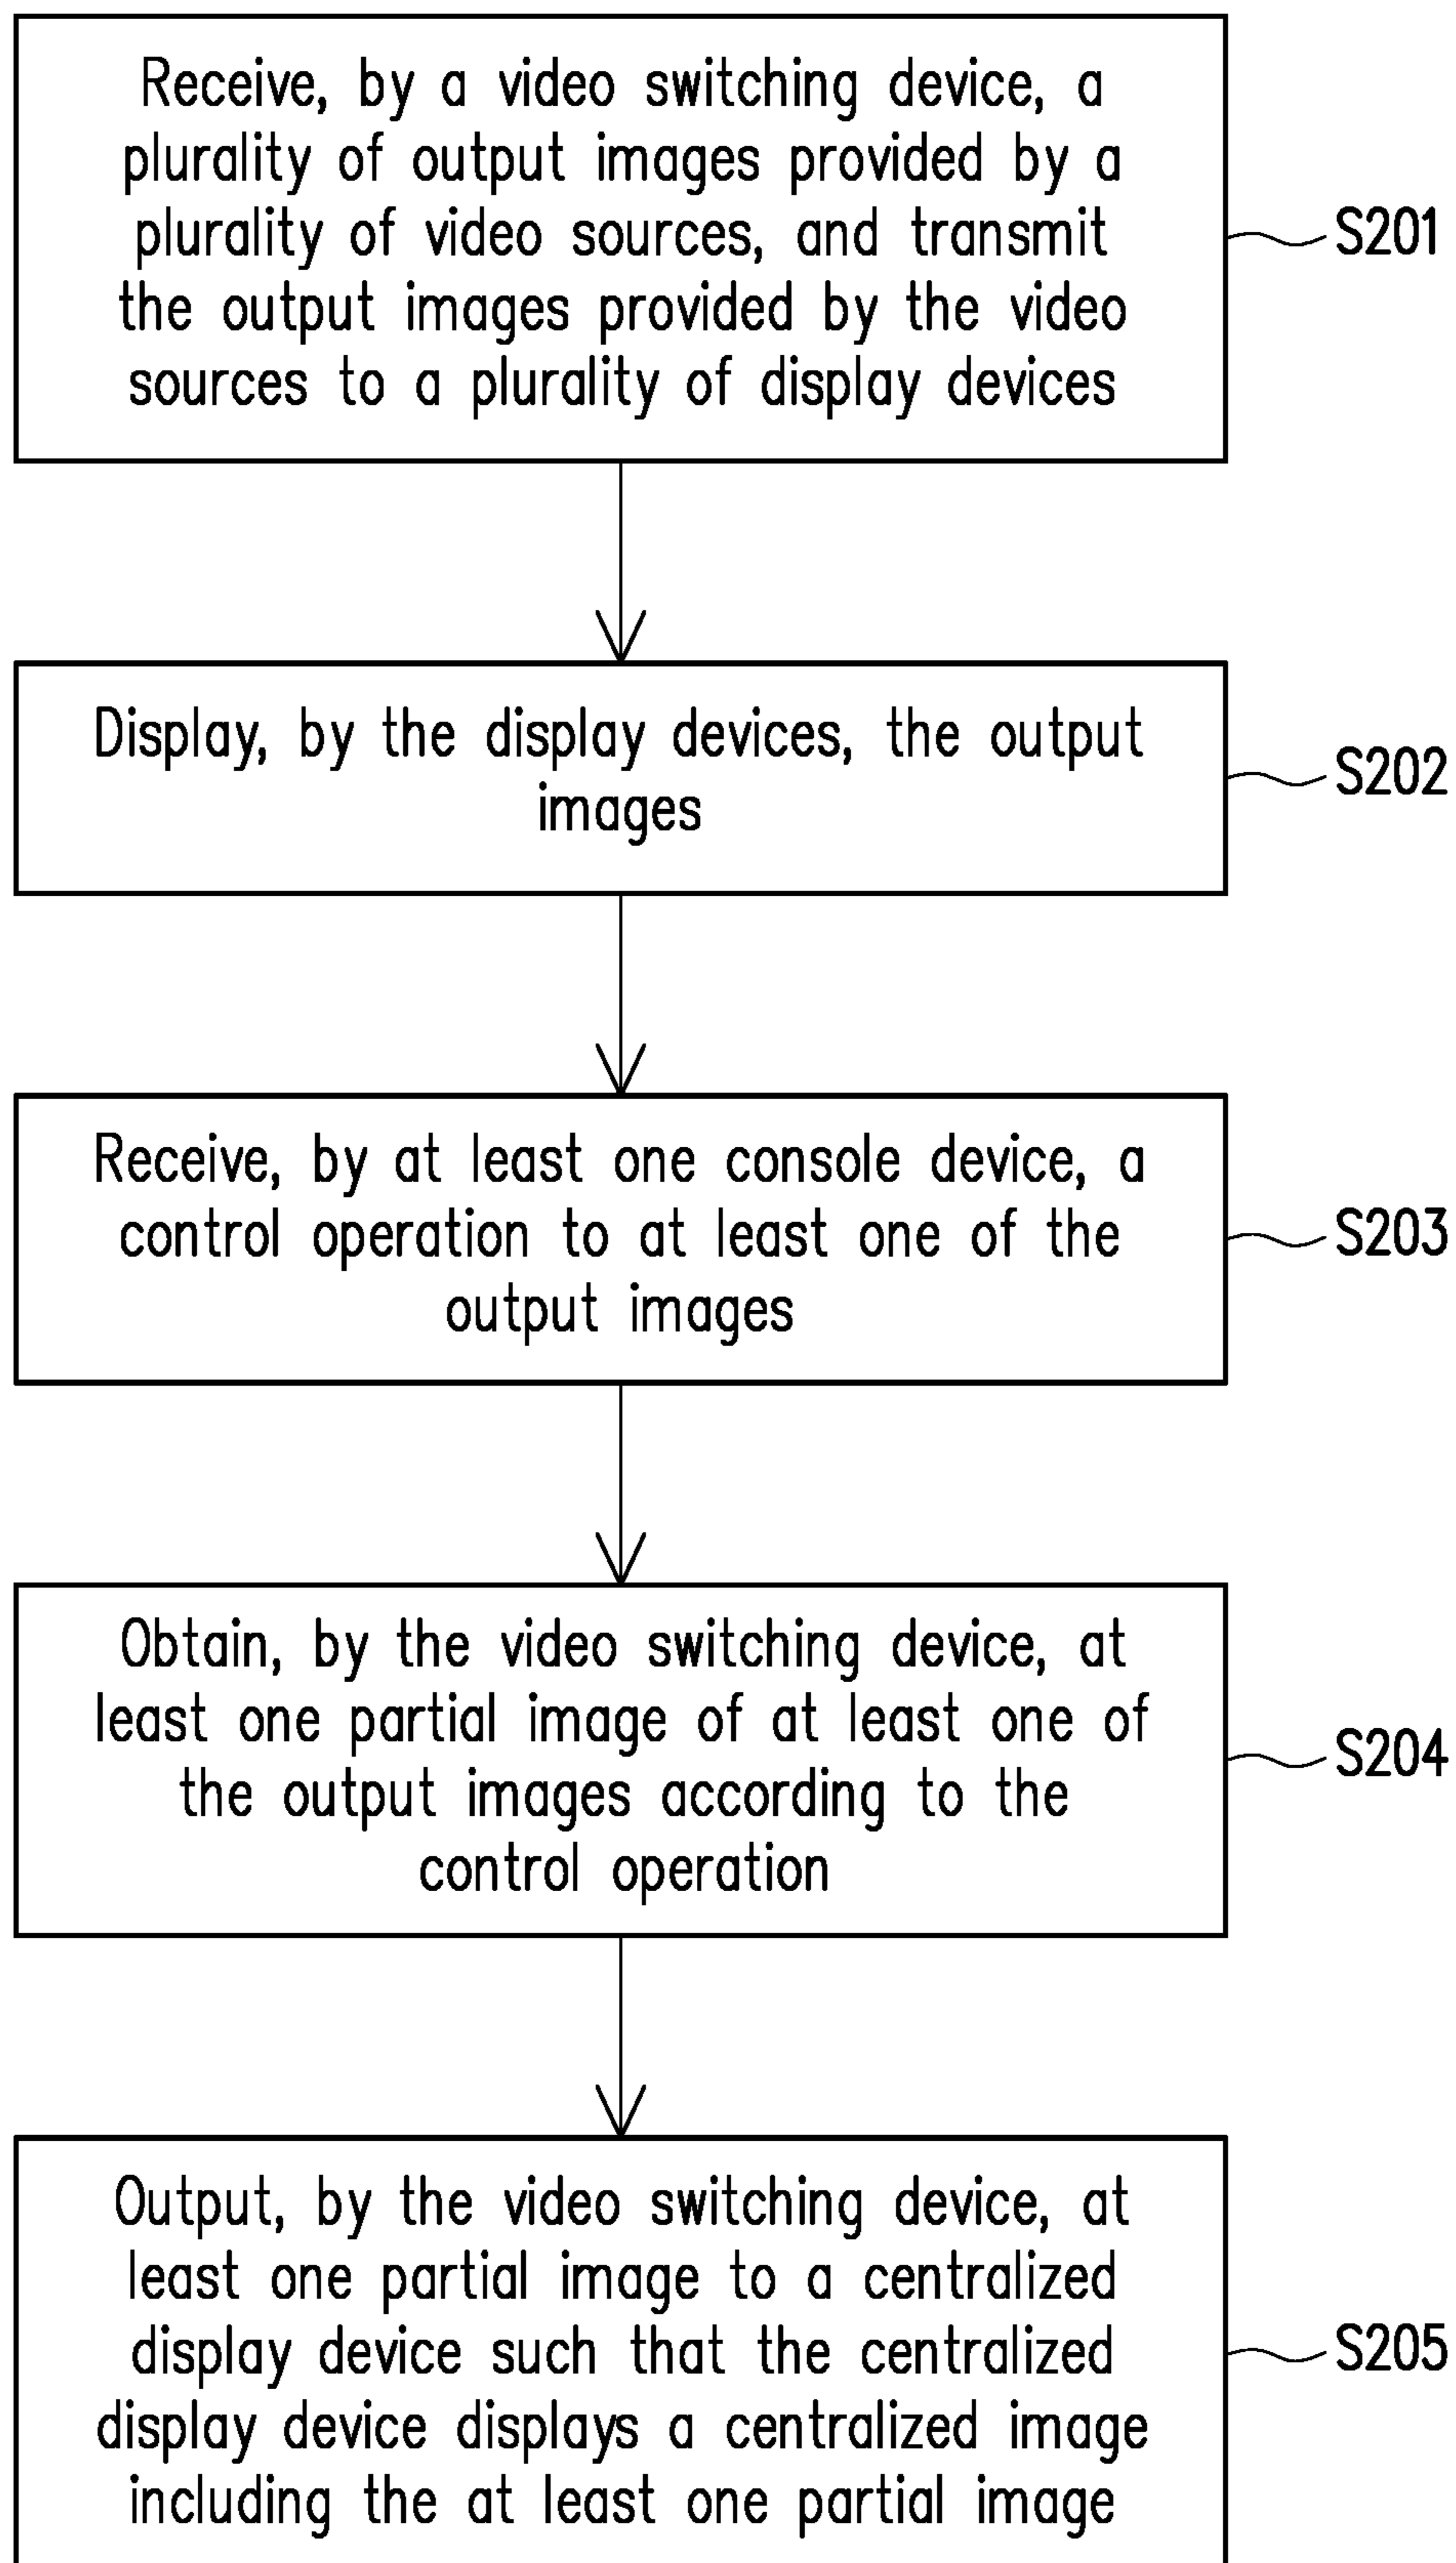 Receive, by a video switching device, a
plurality of output images provided by a
plurality of video sources, and transmit
the output images provided by the video
sources to a plurality of display devices
S201
Display, by the display devices, the output
images
S202
Receive, by at least one console device, a
control operation to at least one of the
output images
S203
Obtain, by the video switching device, at
least one partial image of at least one of
the output images according to the
control operation
S204
Output, by the video switching device, at
least one partial image to a centralized
display device such that the centralized
display device displays a centralized image
including the at least one partial image
S205